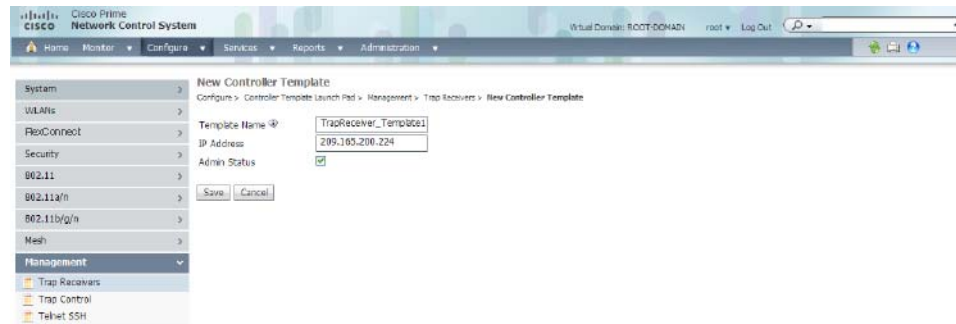 Cisco Prime
CISCO Network Control System
Virtual Domain: ROOT-DOMAIN root Log Out
Home Monitor Configure Services Reports Administration
System
WLANs
FlexConnect
Security
802.11
802.11a/n
802.11b/g/n
Mesh
Management
Trap Receivers
Trap Control
Telnet SSH
New Controller Template
Configure > Controller Template Launch Pad > Management > Trap Receivers > New Controller Template
Template Name TrapReceiver_Template1
IP Address 209.165.200.224
Admin Status
Save Cancel